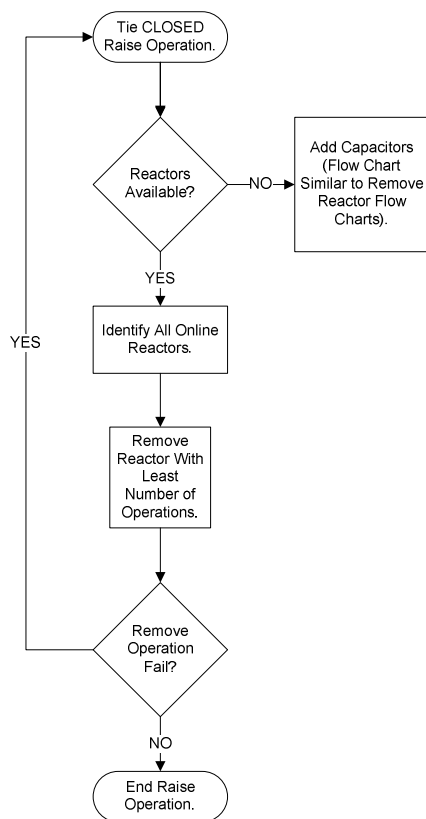 Tie CLOSED
Raise Operation.
Reactors
Available?
NO
Add Capacitors
(Flow Chart
Similar to Remove
Reactor Flow
Charts).
YES
Identify All Online
Reactors.
YES
Remove
Reactor With
Least
Number of
Operations.
Remove
Operation
Fail?
NO
End Raise
Operation.